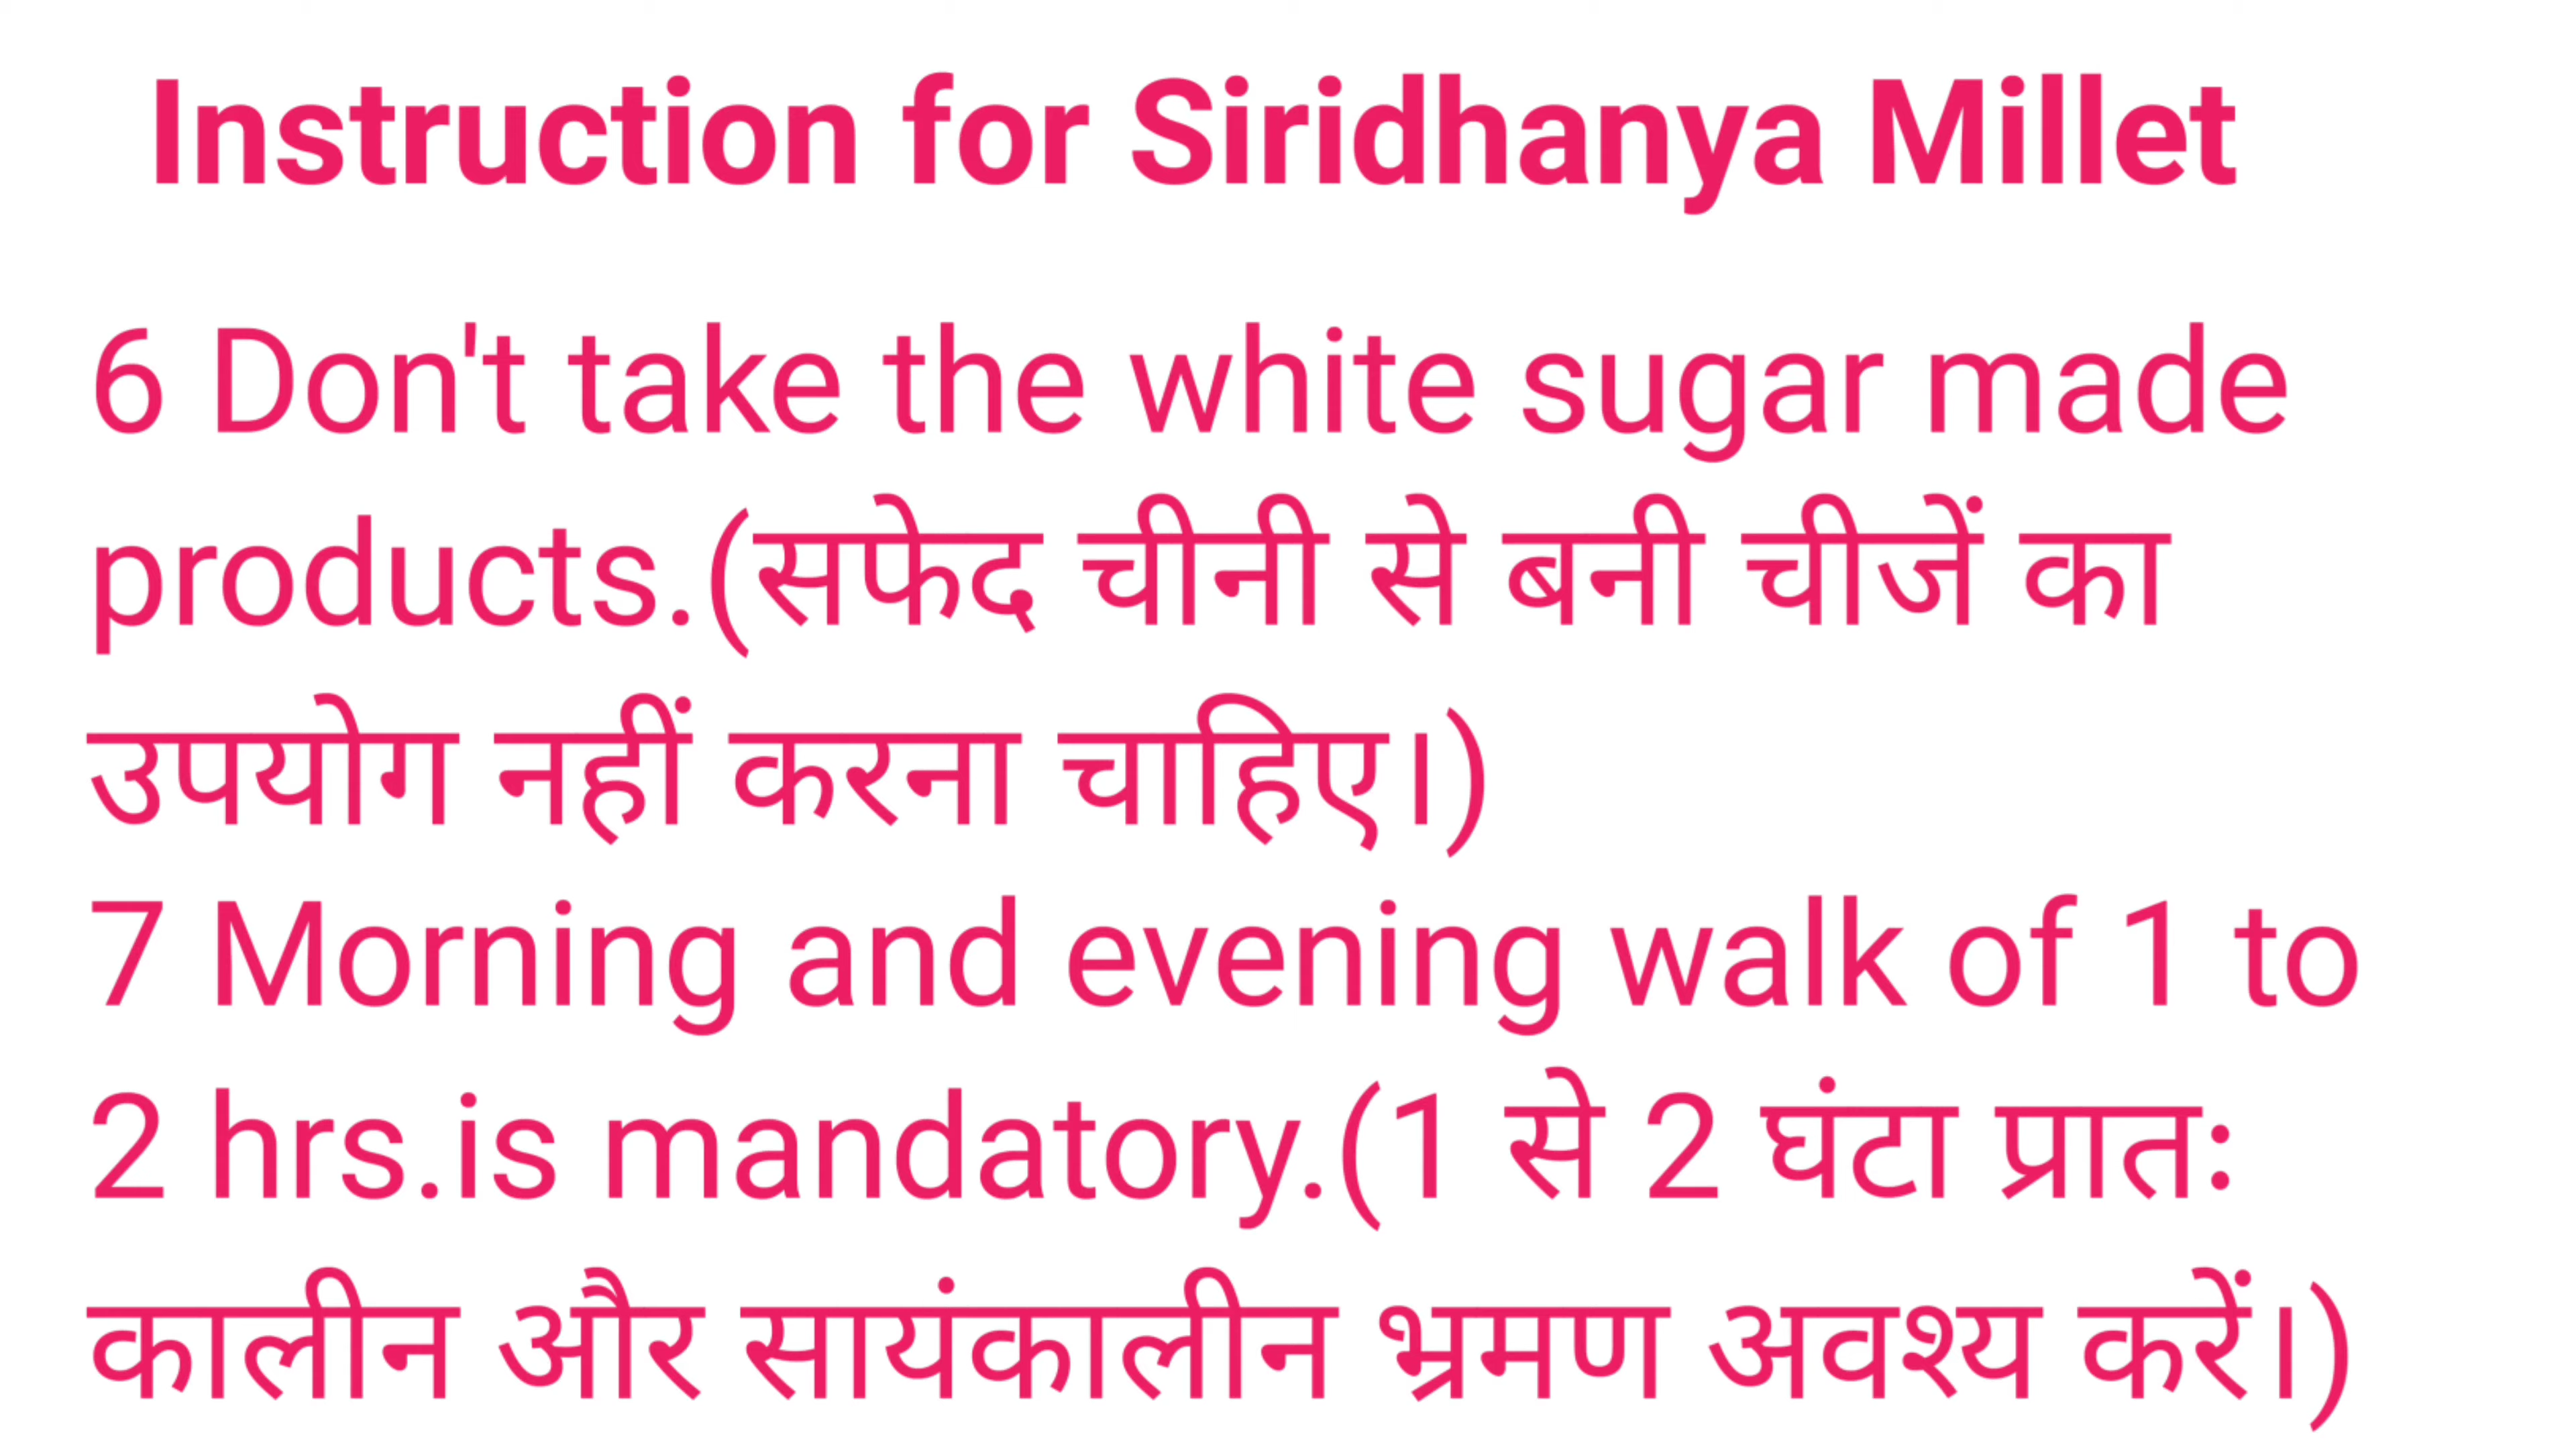 Instruction for Siridhanya Millet
6 Don't take the white sugar made
products.(सफेद चीनी से बनी चीजें का
उपयोग नहीं करना चाहिए।)
7 Morning and evening walk of 1 to
2 hrs.is mandatory.(1 से 2 घंटा प्रातः
कालीन और सायंकालीन भ्रमण अवश्य करें।)